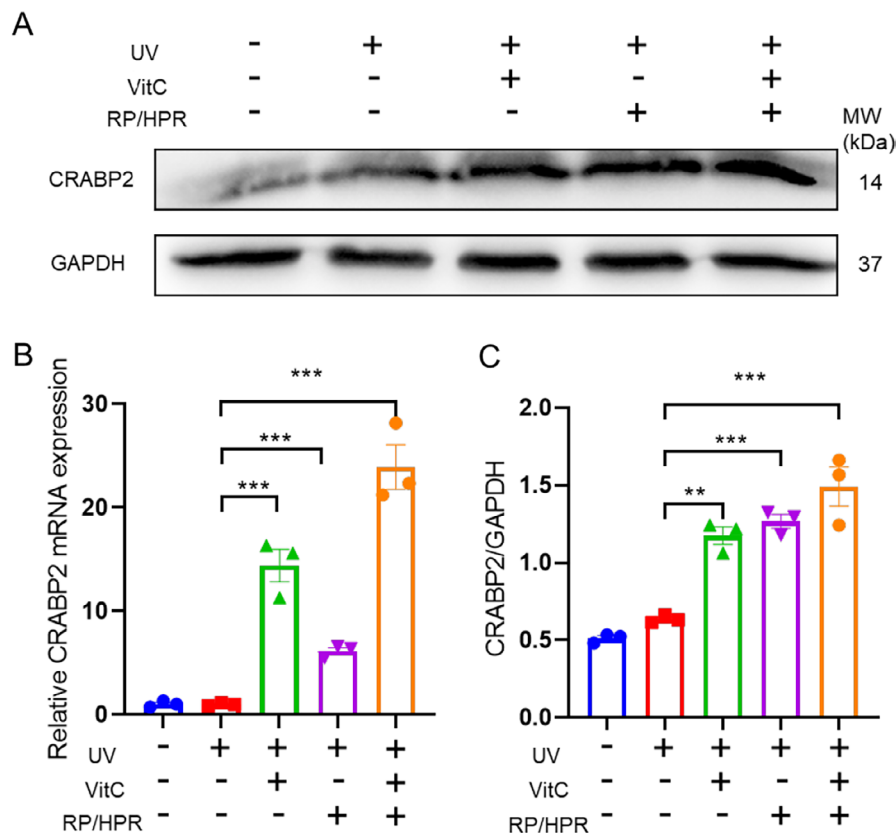 A
UV - + + + +
VitC - - + - +
RP/HPR - - - + +
MW
(kDa)
CRABP2 14
GAPDH 37
B
Relative CRABP2 mRNA expression
30
20
10
0
***
***
***
UV - + + + +
VitC - - + - +
RP/HPR - - - + +
C
CRABP2/GAPDH
2.0
1.5
1.0
0.5
0.0
***
***
**
UV - + + + +
VitC - - + - +
RP/HPR - - - + +